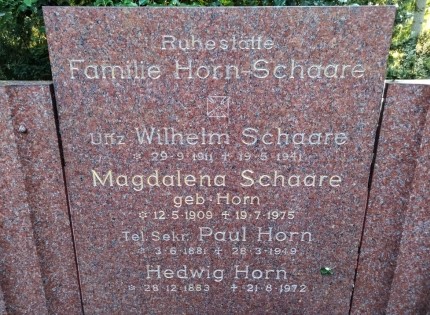 Ruhestätte
Familie Horn-Schaare
Uffz Wilhelm Schaare
* 29·9·1911 + 19·5·1941
Magdalena Schaare
geb·Horn
* 12·5·1909 + 19·7·1975
Tel. Sekr. Paul Horn
* 3·6·1881 + 28·3·1949
Hedwig Horn
* 28·12·1883 + 21·8·1972